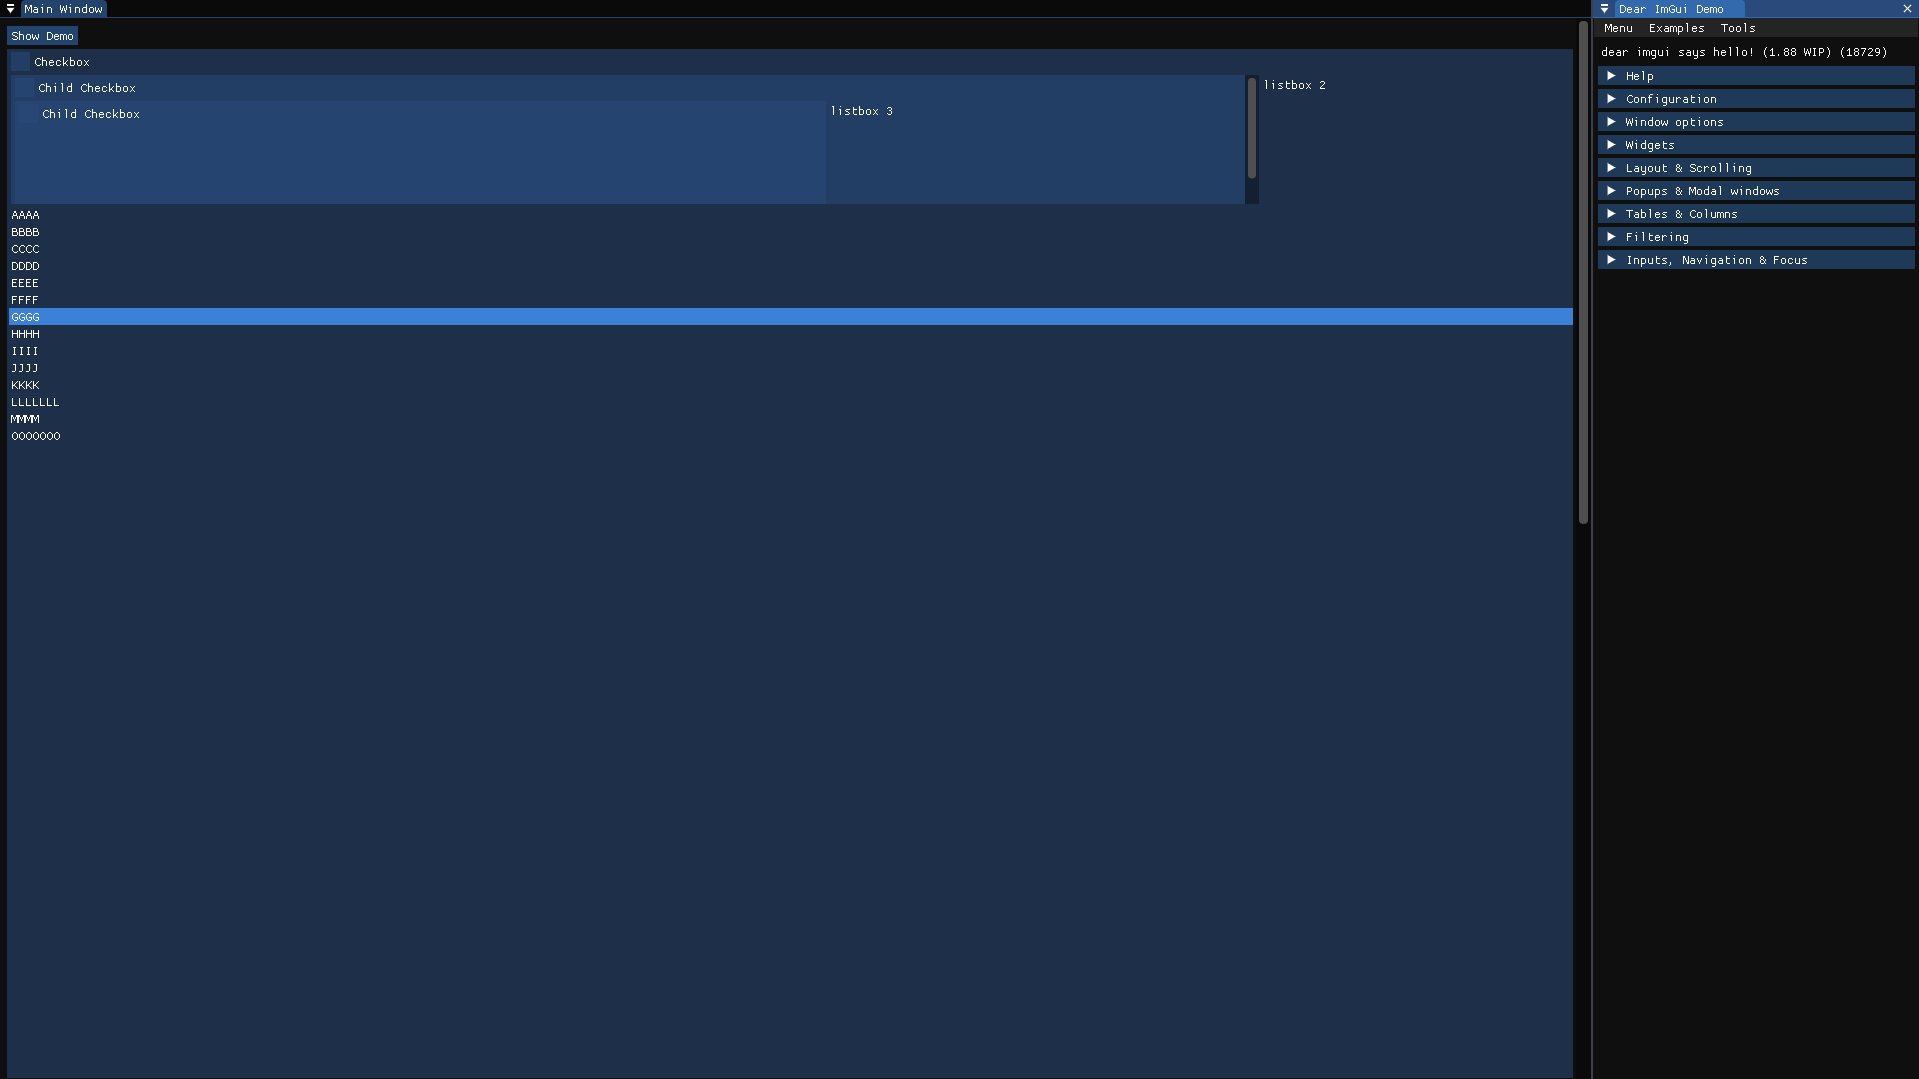 Main Window
Show Demo
Checkbox
Child Checkbox
listbox 2
Child Checkbox
listbox 3
AAAA
BBBB
CCCC
DDDD
EEEE
FFFF
GGGG
HHHH
IIII
JJJJ
KKKK
LLLLLLL
MMMM
OOOOOOO
Dear ImGui Demo
Menu Examples Tools
dear imgui says hello! (1.88 WIP) (18729)
Help
Configuration
Window options
Widgets
Layout & Scrolling
Popups & Modal windows
Tables & Columns
Filtering
Inputs, Navigation & Focus